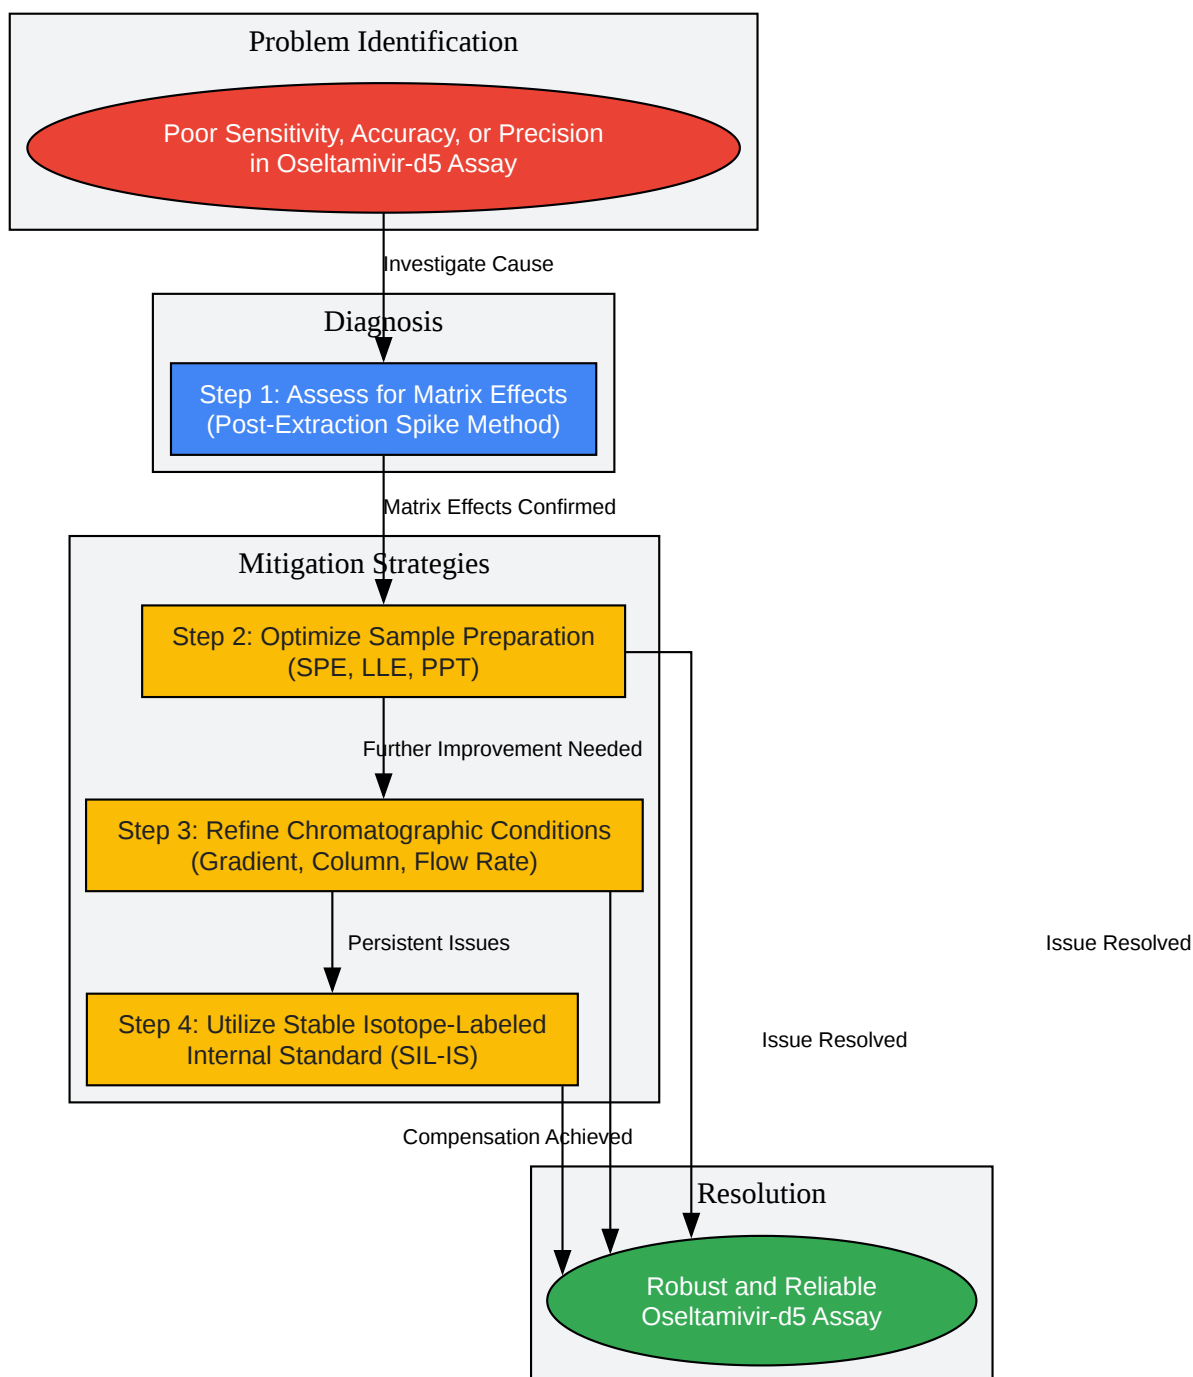 Problem Identification
Poor Sensitivity, Accuracy, or Precision
in Oseltamivir-d5 Assay
Investigate Cause
Diagnosis
Step 1: Assess for Matrix Effects
(Post-Extraction Spike Method)
Matrix Effects Confirmed
Mitigation Strategies
Step 2: Optimize Sample Preparation
(SPE, LLE, PPT)
Further Improvement Needed
Step 3: Refine Chromatographic Conditions
(Gradient, Column, Flow Rate)
Persistent Issues
Issue Resolved
Step 4: Utilize Stable Isotope-Labeled
Internal Standard (SIL-IS)
Issue Resolved
Compensation Achieved
Resolution
Robust and Reliable
Oseltamivir-d5 Assay